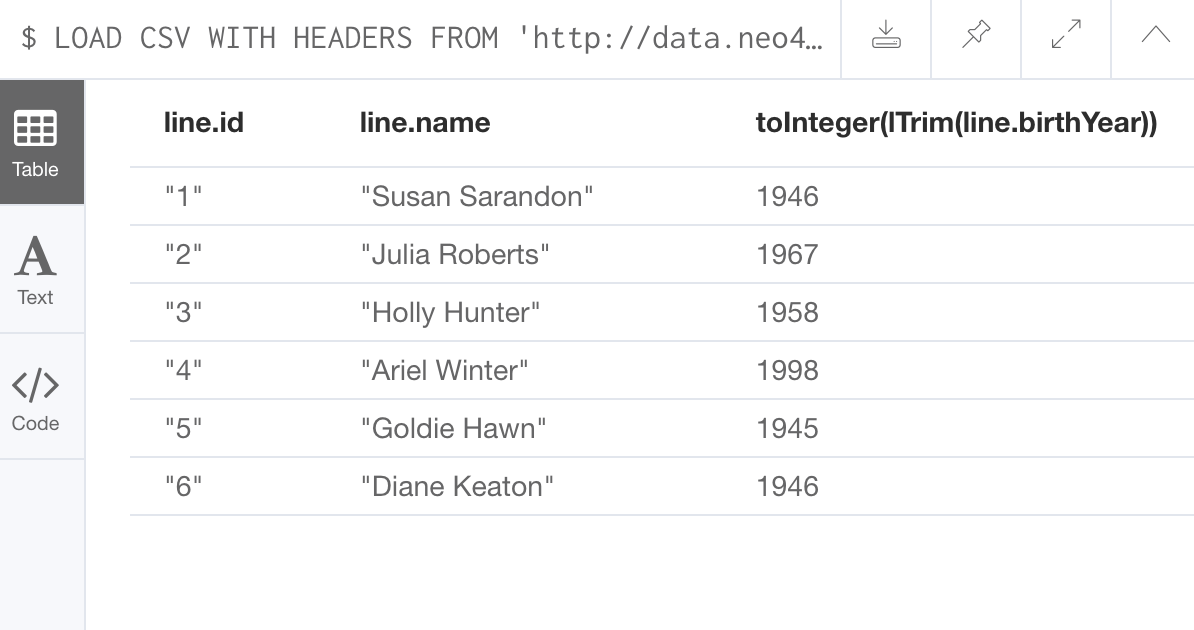 $ LOAD CSV WITH HEADERS FROM 'http://data.neo4…
line.id line.name toInteger(lTrim(line.birthYear))
Table
"1" "Susan Sarandon" 1946
"2" "Julia Roberts" 1967
A
Text
"3" "Holly Hunter" 1958
"4" "Ariel Winter" 1998
</>
Code
"5" "Goldie Hawn" 1945
"6" "Diane Keaton" 1946